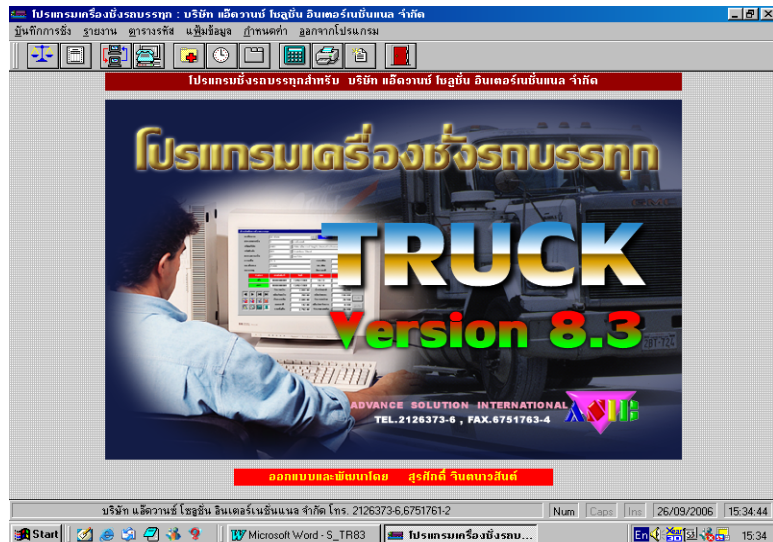 โปรแกรมเครื่องชั่งรถบรรทุก : บริษัท แอ๊ดวานซ์ โซลูชั่น อินเตอร์เนชั่นแนล จำกัด
บันทึกการชั่ง รายงาน ตารางรหัส แฟ้มข้อมูล กำหนดค่า ออกจากโปรแกรม
โปรแกรมชั่งรถบรรทุกสำหรับ บริษัท แอ๊ดวานซ์ โซลูชั่น อินเตอร์เนชั่นแนล จำกัด
โปรแกรมเครื่องชั่งรถบรรทุก
TRUCK
Version 8.3
ADVANCE SOLUTION INTERNATIONAL
TEL.2126373-6 , FAX.6751763-4
ออกแบบและพัฒนาโดย สุรศักดิ์ จินตนาวสันต์
บริษัท แอ๊ดวานซ์ โซลูชั่น อินเตอร์เนชั่นแนล จำกัด โทร. 2126373-6,6751761-2
Num Caps Ins 26/09/2006 15:34:44
Start Microsoft Word - S_TR83 โปรแกรมเครื่องชั่งรถบ... En 15:34